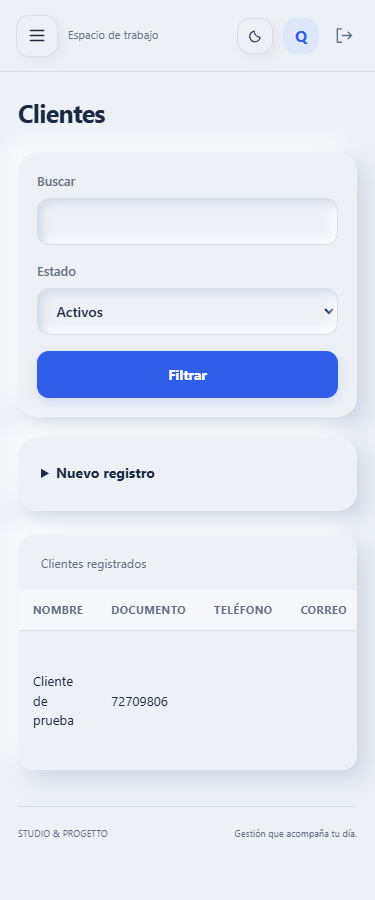 Espacio de trabajo
Q
Clientes
Buscar
Estado
Activos
Filtrar
Nuevo registro
Clientes registrados
NOMBRE DOCUMENTO TELÉFONO CORREO
Cliente
de
prueba
72709806
STUDIO & PROGETTO
Gestión que acompaña tu día.